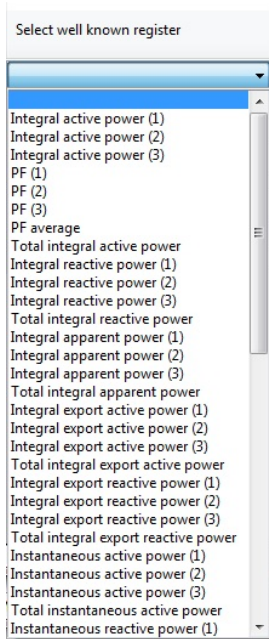 Select well known register
Integral active power (1)
Integral active power (2)
Integral active power (3)
PF (1)
PF (2)
PF (3)
PF average
Total integral active power
Integral reactive power (1)
Integral reactive power (2)
Integral reactive power (3)
Total integral reactive power
Integral apparent power (1)
Integral apparent power (2)
Integral apparent power (3)
Total integral apparent power
Integral export active power (1)
Integral export active power (2)
Integral export active power (3)
Total integral export active power
Integral export reactive power (1)
Integral export reactive power (2)
Integral export reactive power (3)
Total integral export reactive power
Instantaneous active power (1)
Instantaneous active power (2)
Instantaneous active power (3)
Total instantaneous active power
Instantaneous reactive power (1)